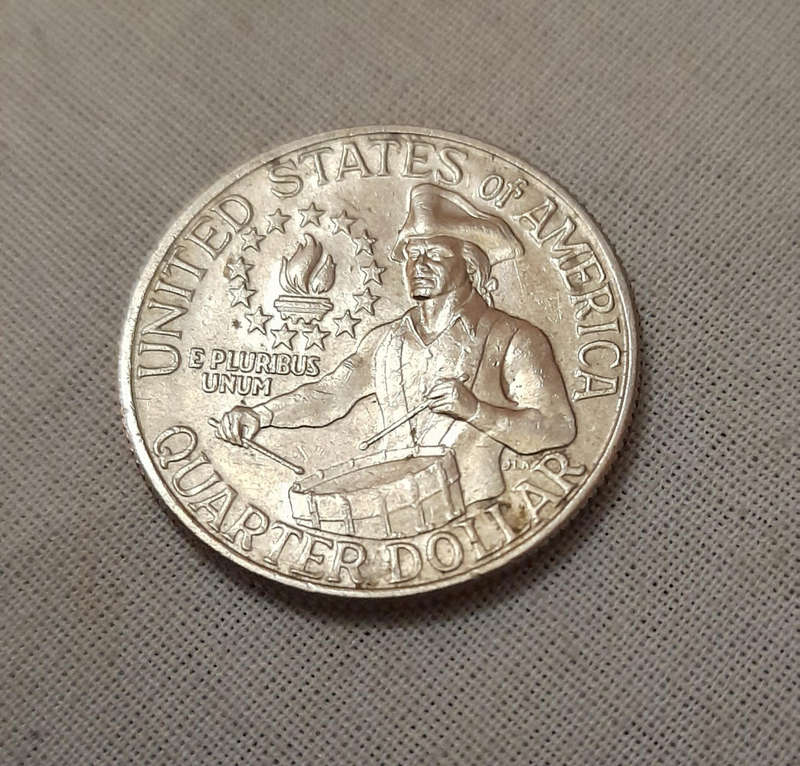 UNITED STATES of AMERICA
E PLURIBUS
UNUM
QUARTER DOLLAR